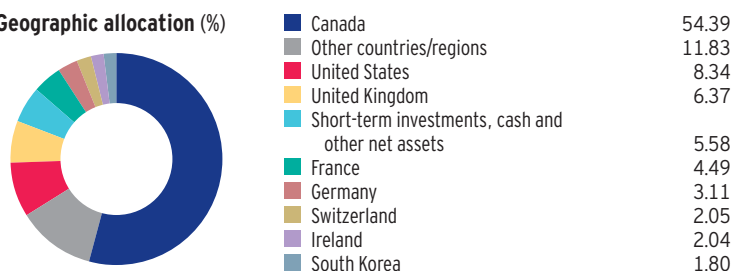 Geographic allocation (%)
Canada 54.39
Other countries/regions 11.83
United States 8.34
United Kingdom 6.37
Short-term investments, cash and
other net assets 5.58
France 4.49
Germany 3.11
Switzerland 2.05
Ireland 2.04
South Korea 1.80